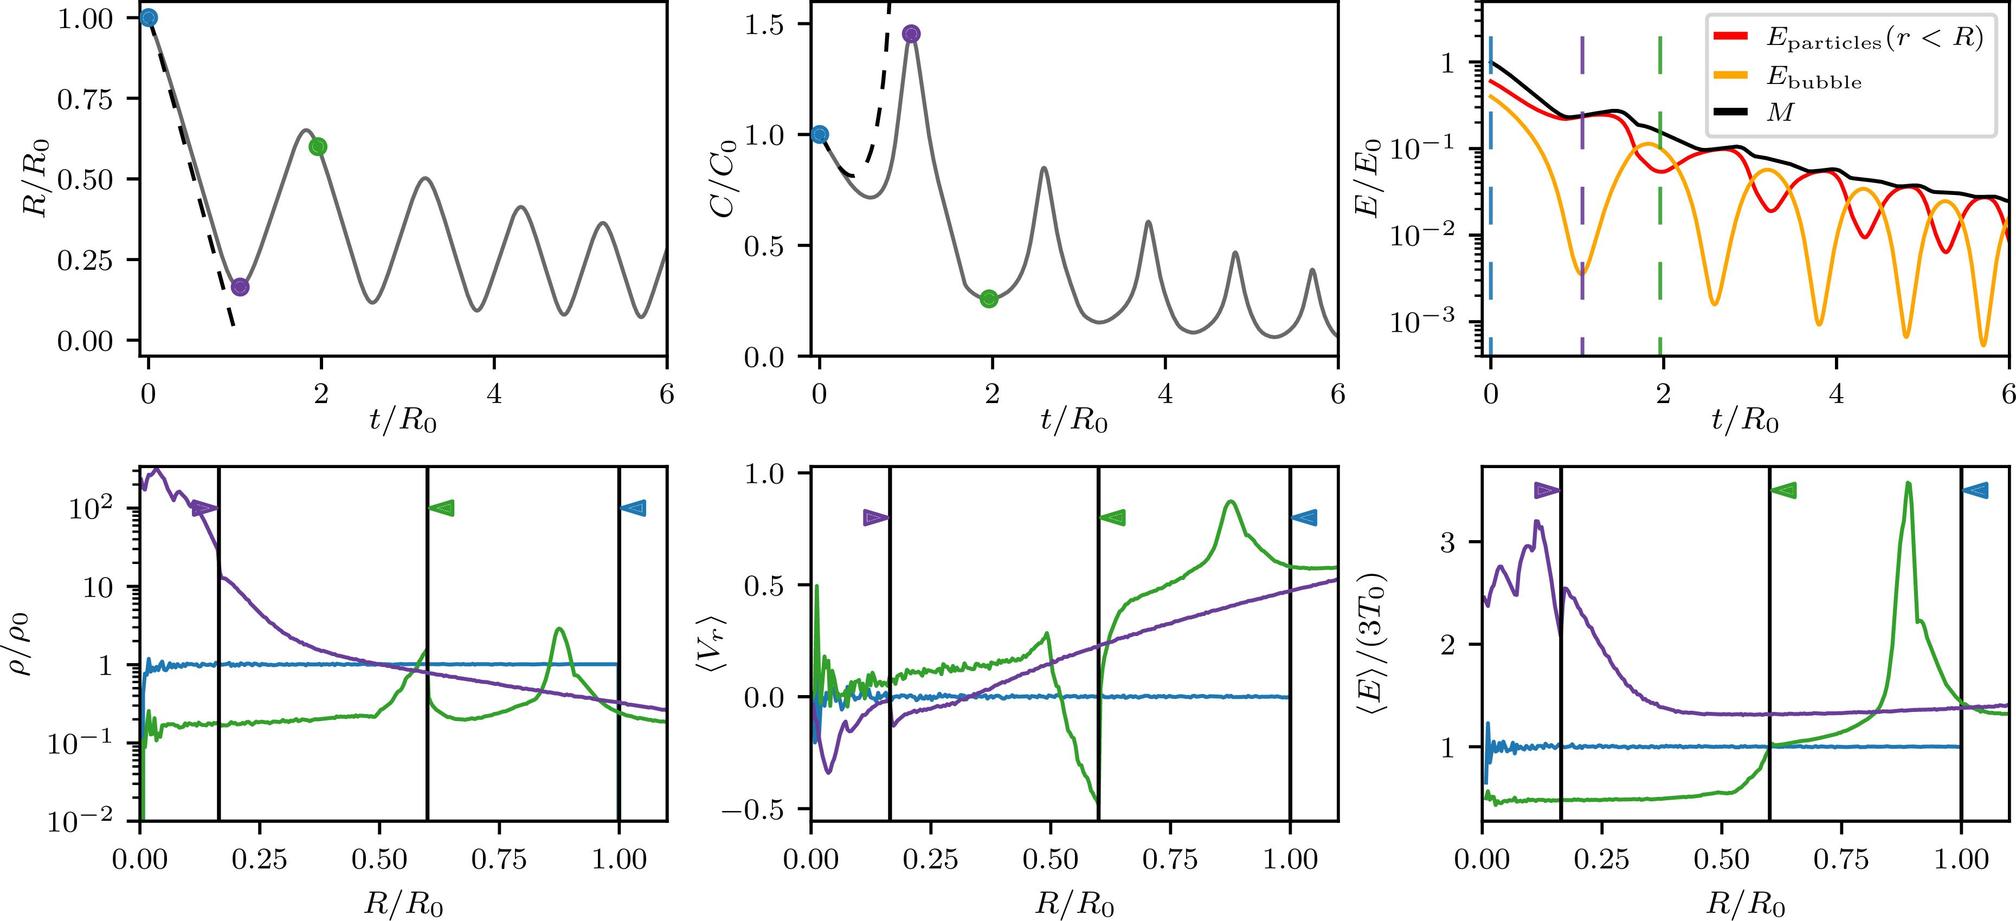 1.00
0.75
0.50
0.25
0.00
R/R₀
0 2 4 6
t/R₀
1.5
1.0
0.5
0.0
C/C₀
0 2 4 6
t/R₀
1
10⁻¹
10⁻²
10⁻³
E/E₀
E_particles(r < R)
E_bubble
M
0 2 4 6
t/R₀
10²
10
1
10⁻¹
10⁻²
ρ/ρ₀
0.00 0.25 0.50 0.75 1.00
R/R₀
1.0
0.5
0.0
−0.5
⟨V_r⟩
0.00 0.25 0.50 0.75 1.00
R/R₀
3
2
1
⟨E⟩/(3T₀)
0.00 0.25 0.50 0.75 1.00
R/R₀